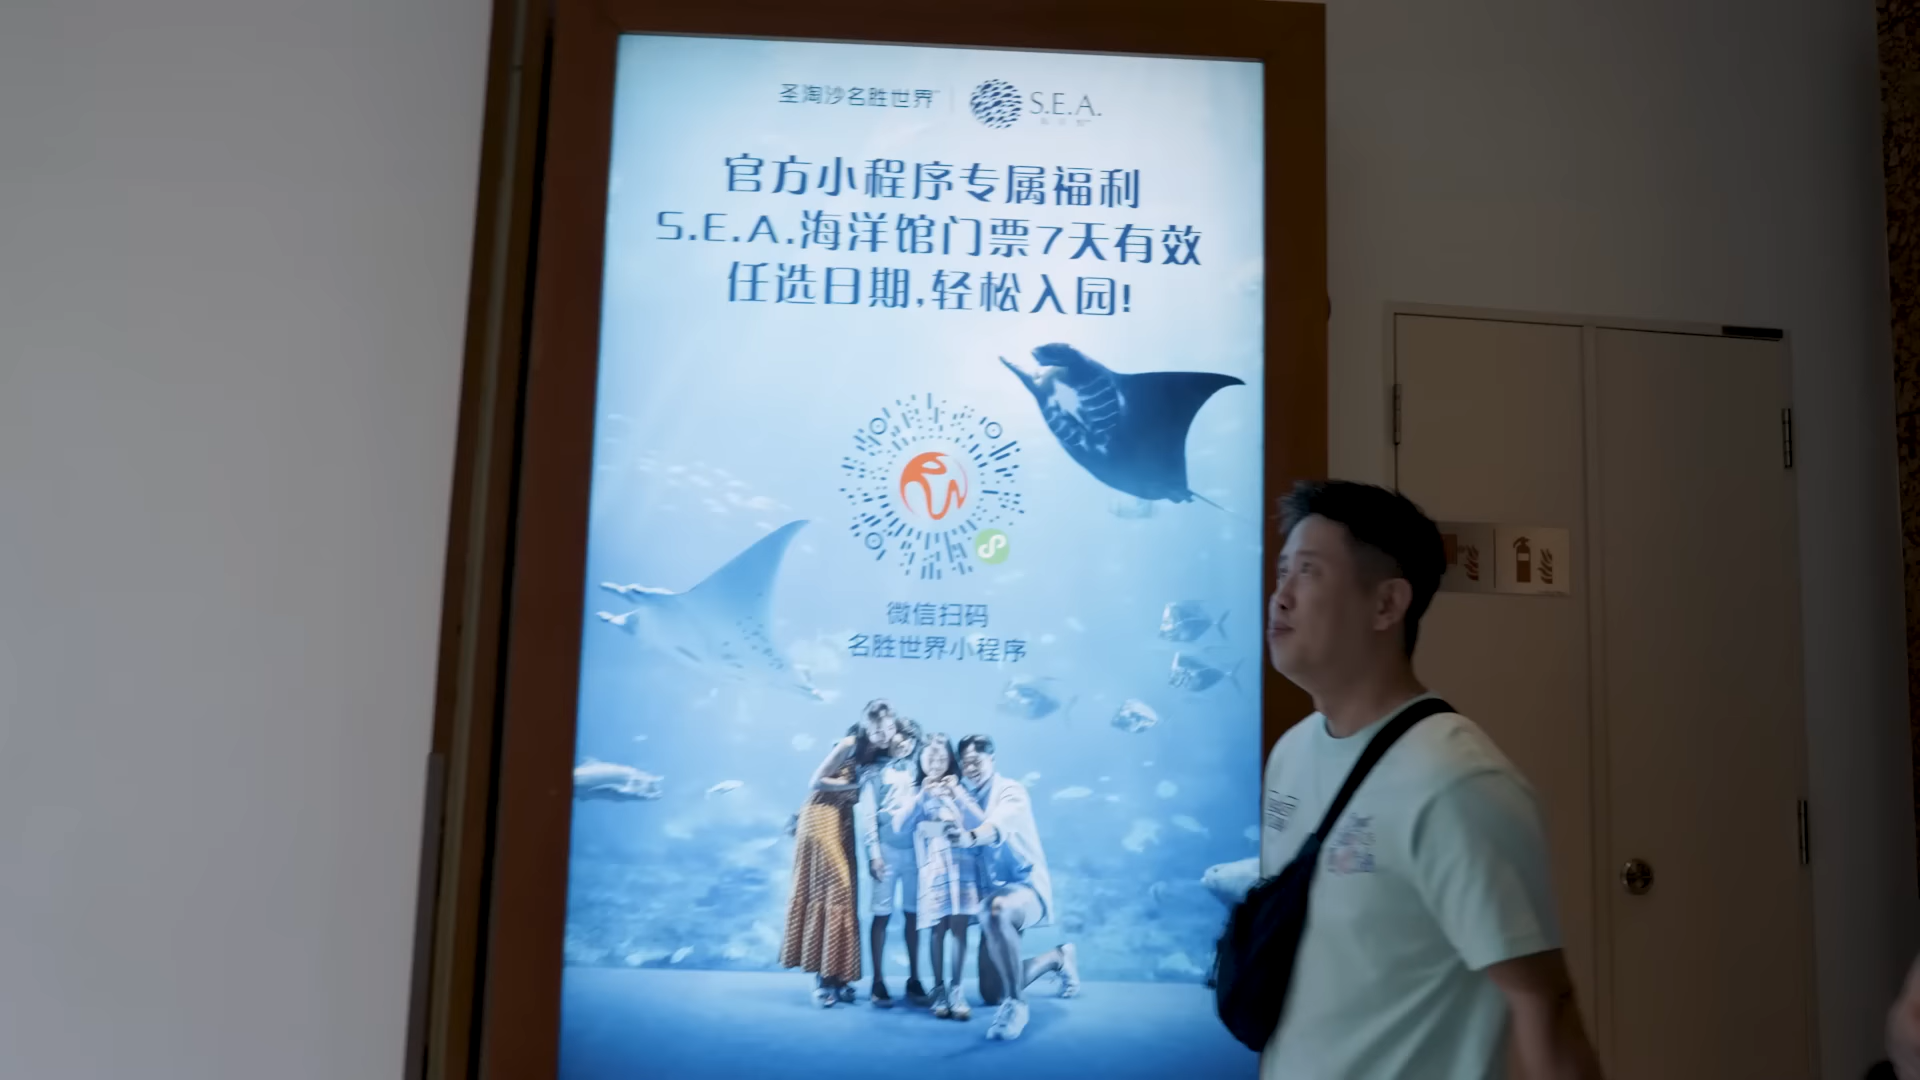 圣淘沙名胜世界
S.E.A.
官方小程序专属福利
S.E.A.海洋馆门票7天有效
任选日期,轻松入园!
微信扫码
名胜世界小程序